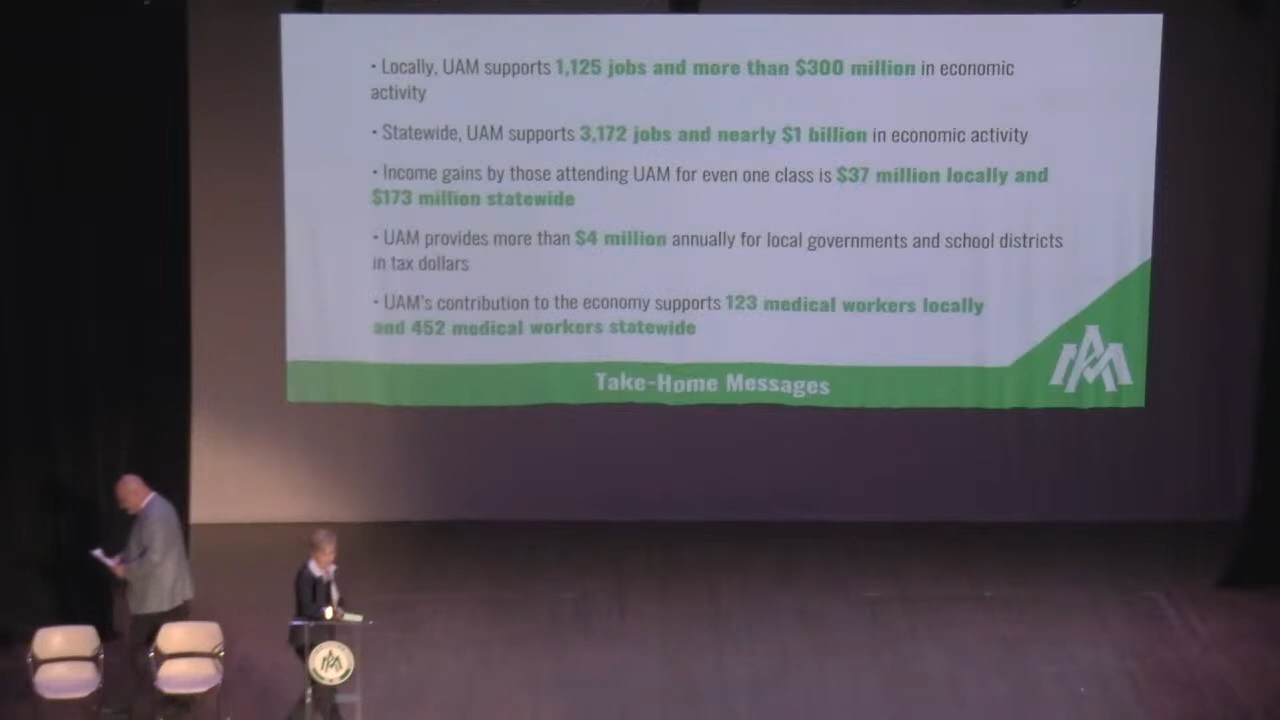 • Locally, UAM supports 1,125 jobs and more than $300 million in economic
activity
• Statewide, UAM supports 3,172 jobs and nearly $1 billion in economic activity
• Income gains by those attending UAM for even one class is $37 million locally and
$173 million statewide
• UAM provides more than $4 million annually for local governments and school districts
in tax dollars
• UAM's contribution to the economy supports 123 medical workers locally
and 452 medical workers statewide
Take-Home Messages